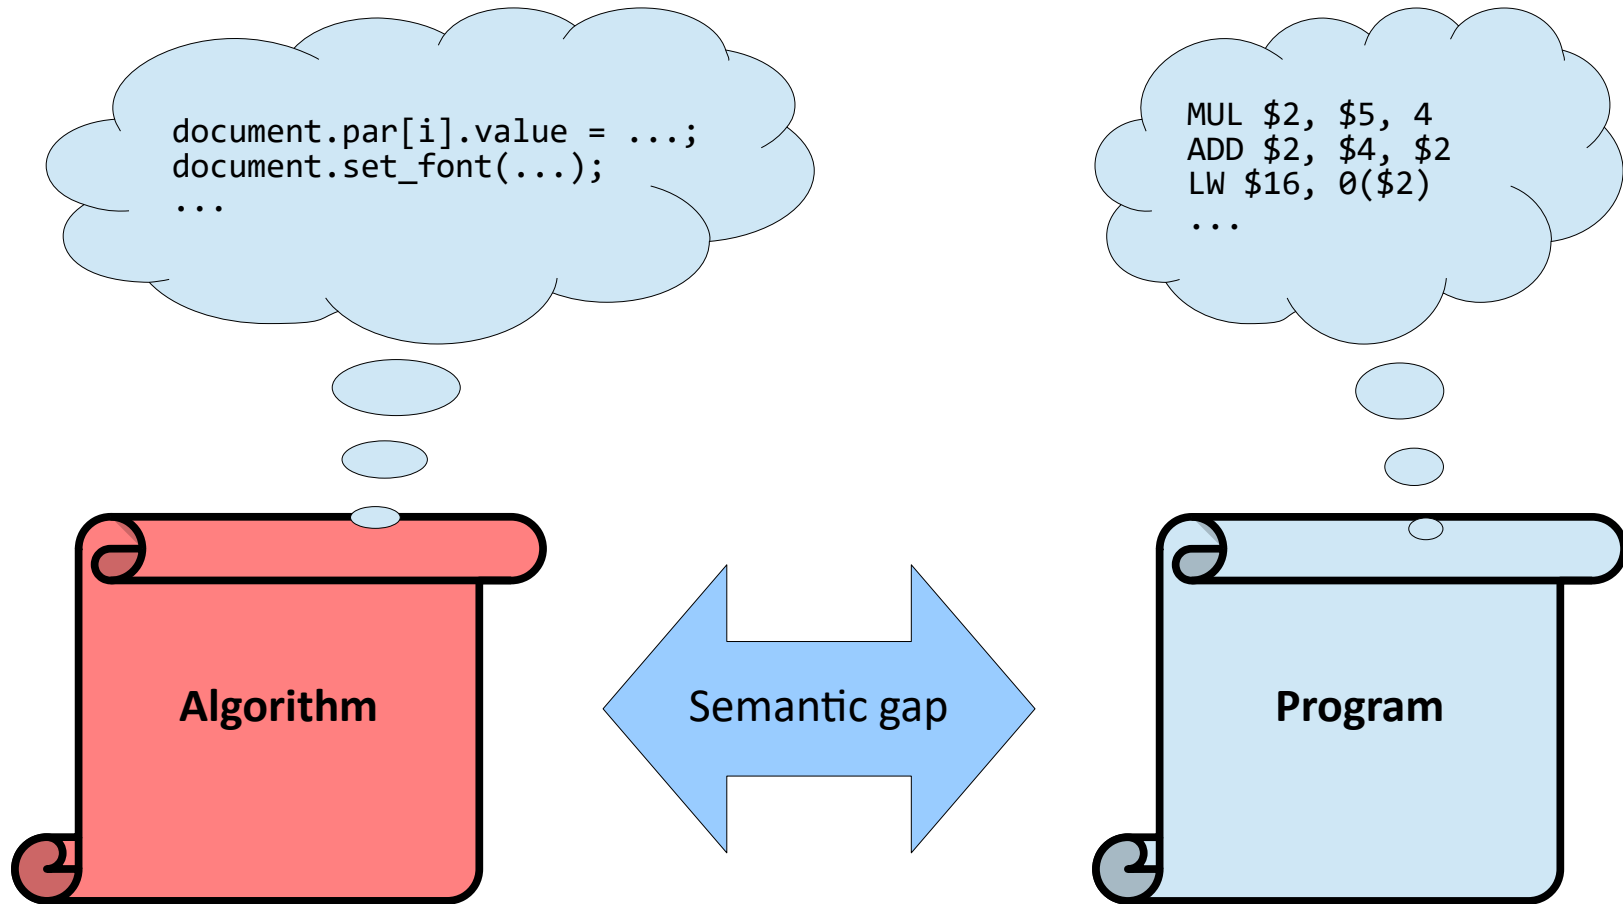 document.par[i].value = ...;
document.set_font(...);
...
MUL $2, $5, 4
ADD $2, $4, $2
LW $16, 0($2)
...
Algorithm
Semantic gap
Program